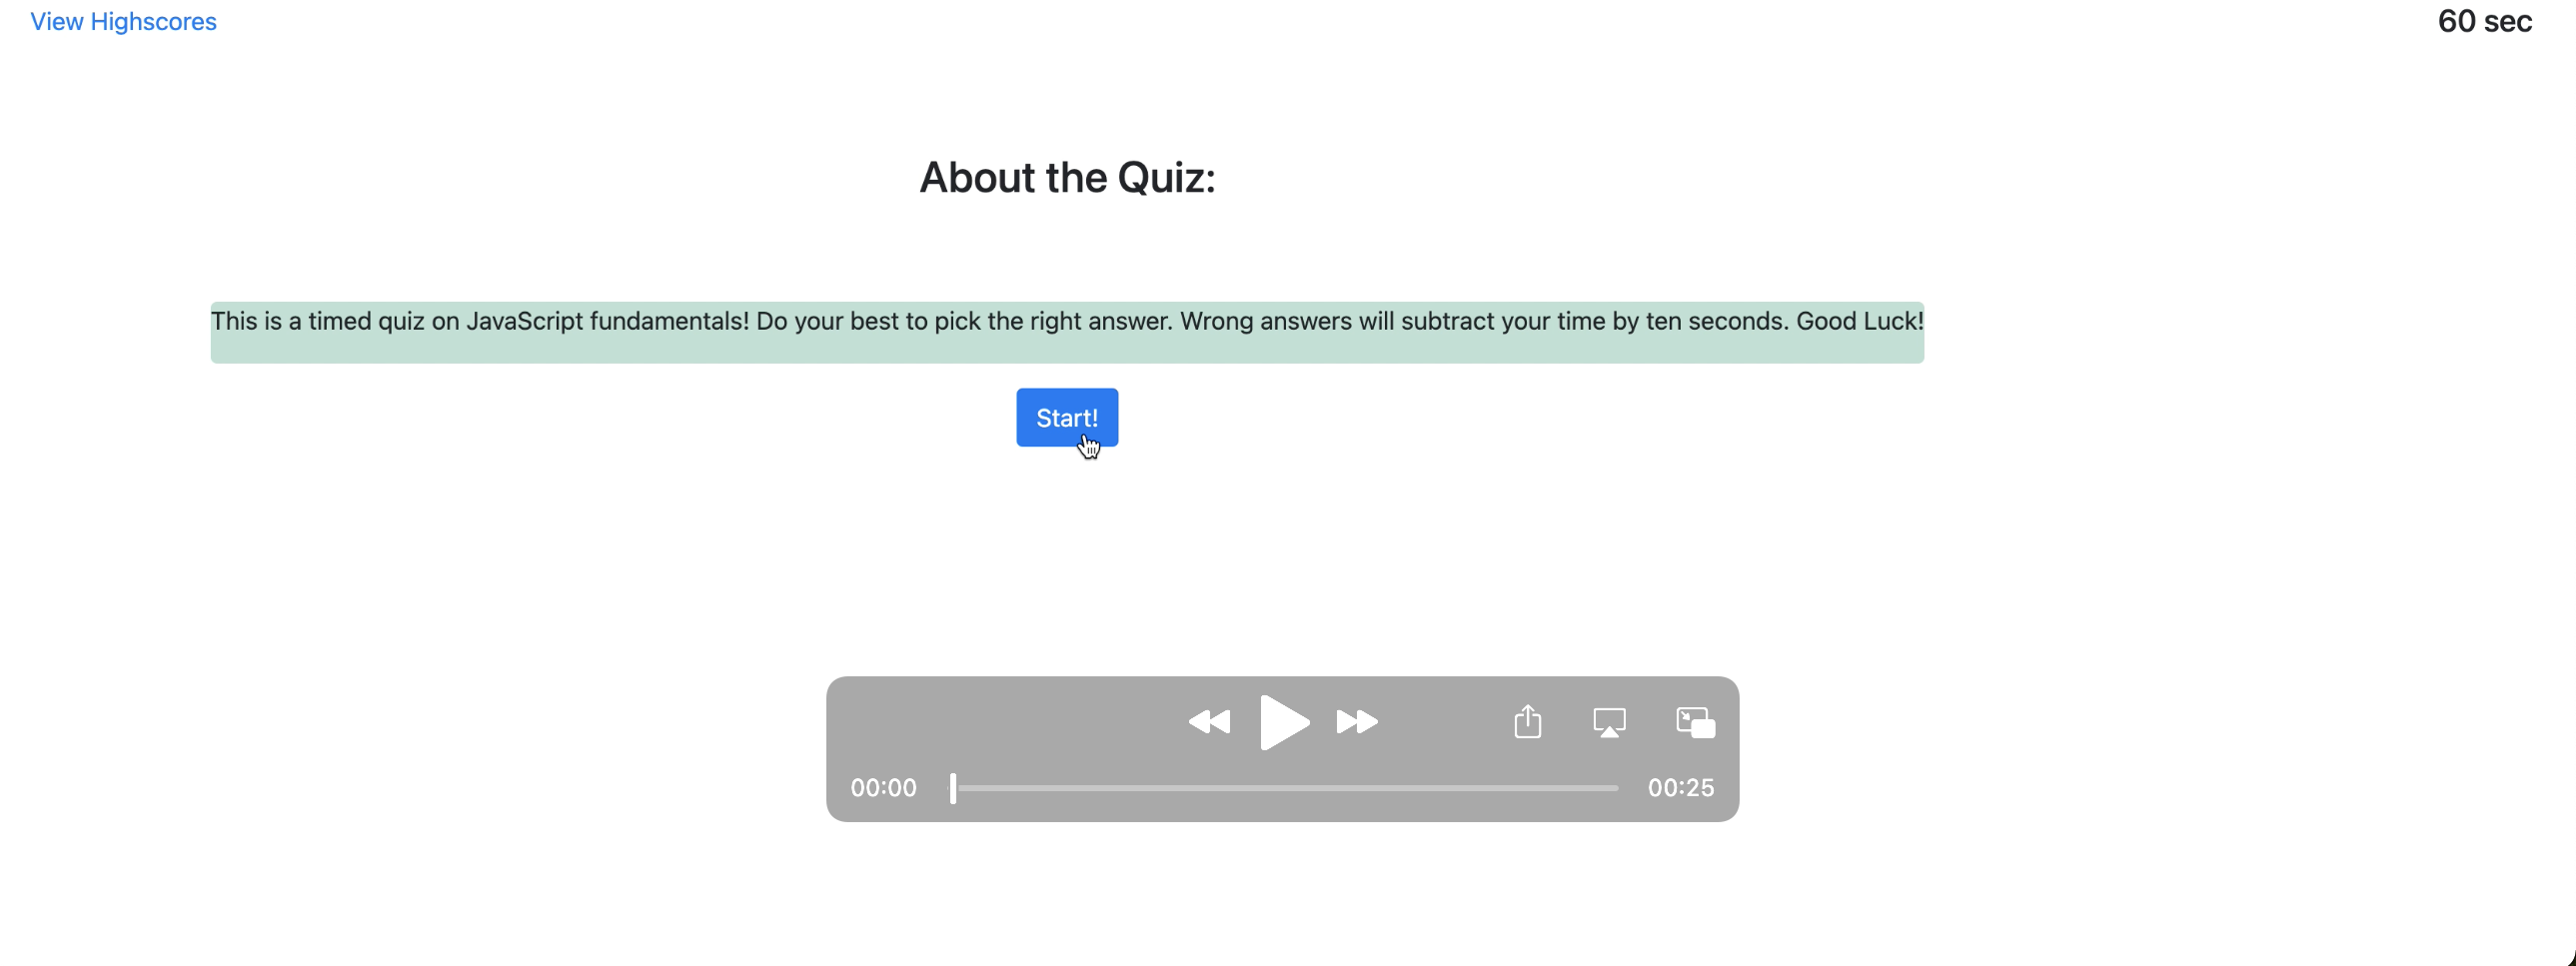 View Highscores
60 sec
About the Quiz:
This is a timed quiz on JavaScript fundamentals! Do your best to pick the right answer. Wrong answers will subtract your time by ten seconds. Good Luck!
Start!
00:00
00:25